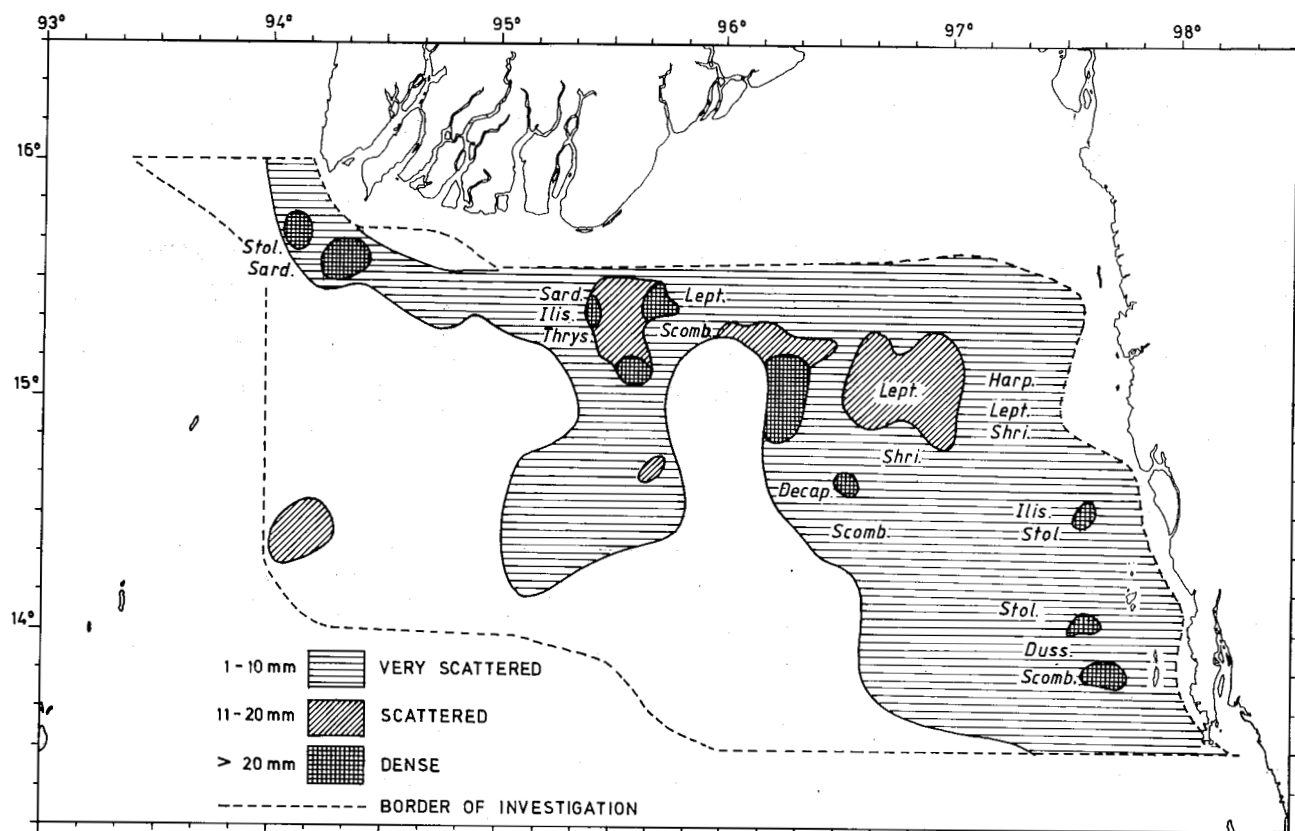 93° 94° 95° 96° 97° 98°
16°
Stol.
Sard.
Sard. Lept.
Ilis.
Thrys. Scomb.
15°
Lept. Harp.
Lept.
Shri.
Shri.
Decap.
Ilis.
Scomb. Stol.
14°
Stol.
Duss.
Scomb.
1-10 mm VERY SCATTERED
11-20 mm SCATTERED
> 20 mm DENSE
BORDER OF INVESTIGATION